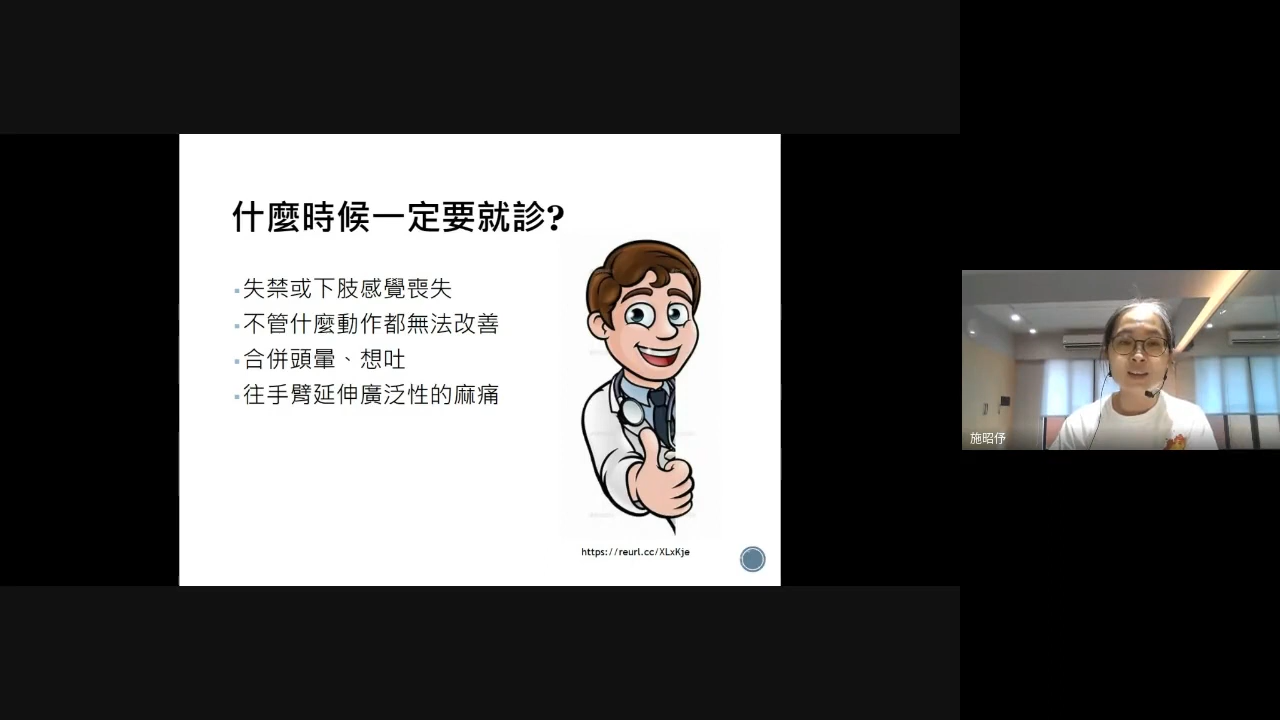 什麼時候一定要就診?
失禁或下肢感覺喪失
不管什麼動作都無法改善
合併頭暈、想吐
往手臂延伸廣泛性的麻痛
https://reurl.cc/XLxKje
施昭伃